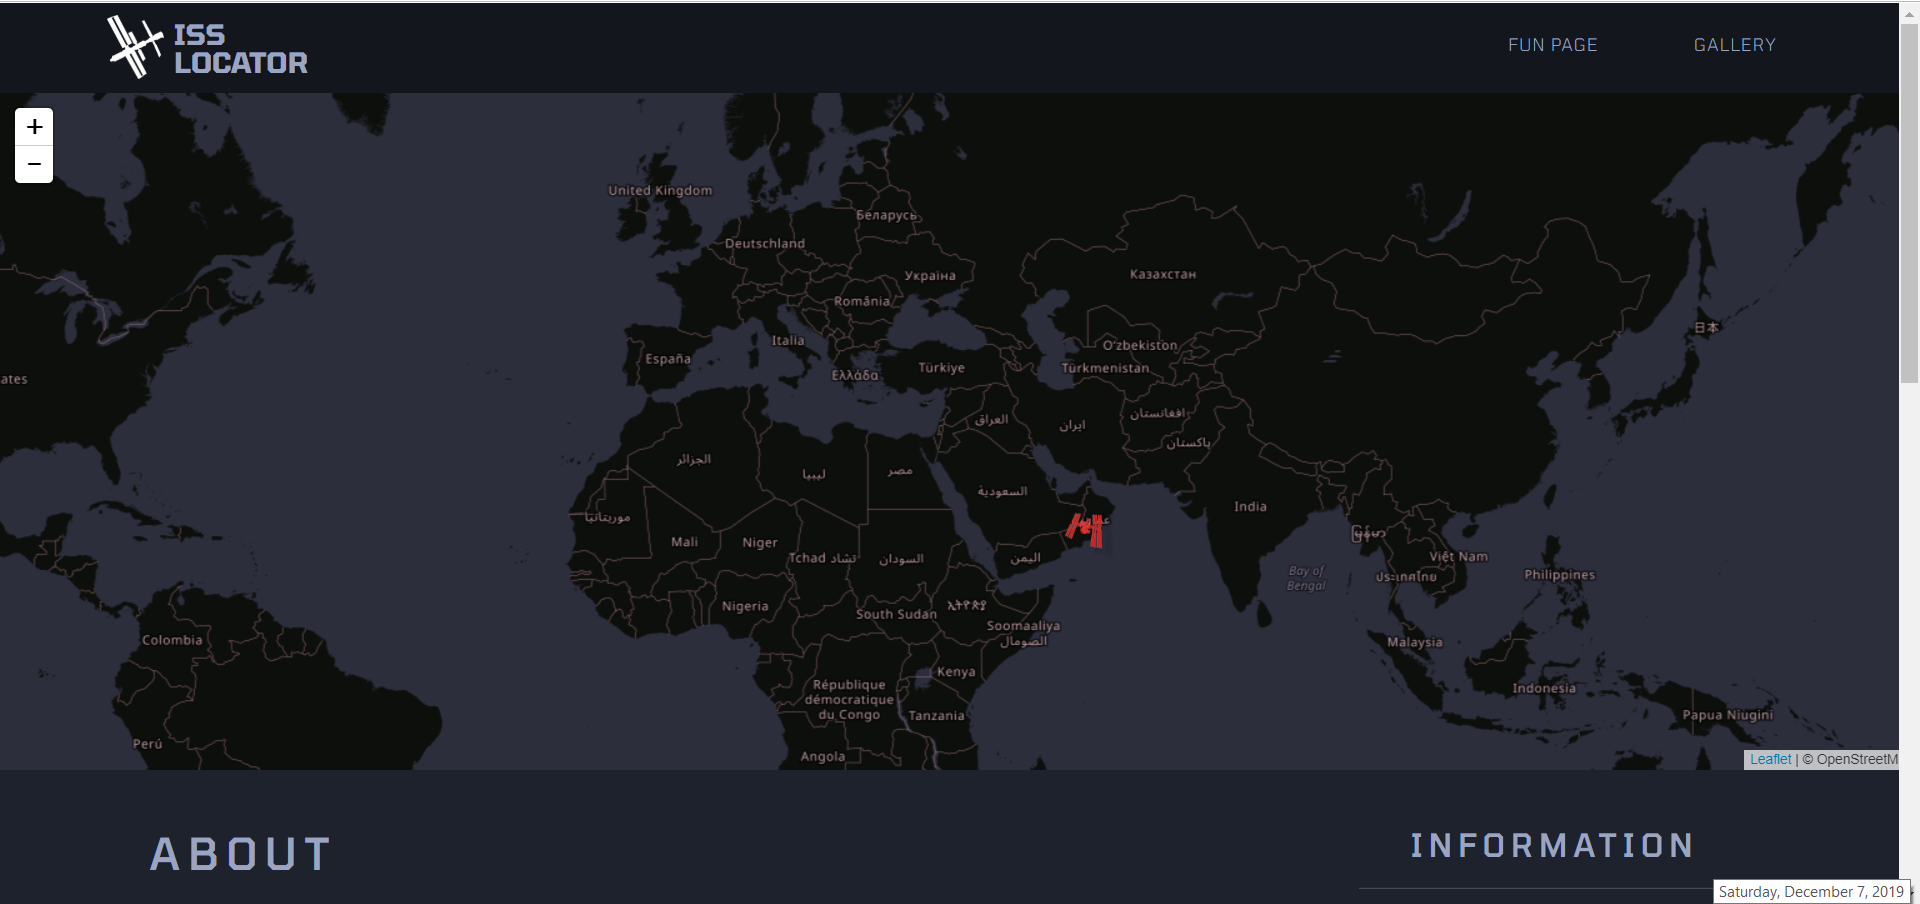 ISS
LOCATOR
FUN PAGE
GALLERY
+
−
United Kingdom
Беларусь
Deutschland
Україна
Казахстан
România
日本
Italia
O'zbekiston
España
Ελλάδα
Türkiye
Türkmenistan
ates
افغانستان
العراق
ایران
پاکستان
الجزائر
ليبيا
مصر
السعودية
India
موريتانيا
Mali
Niger
Tchad تشاد
السودان
اليمن
Việt Nam
Bay of
Bengal
ประเทศไทย
Philippines
Nigeria
South Sudan
ኢትዮጵያ
Soomaaliya
الصومال
Colombia
Malaysia
Kenya
République
démocratique
du Congo
Indonesia
Tanzania
Papua Niugini
Perú
Angola
Leaflet | © OpenStreetM
ABOUT
INFORMATION
Saturday, December 7, 2019